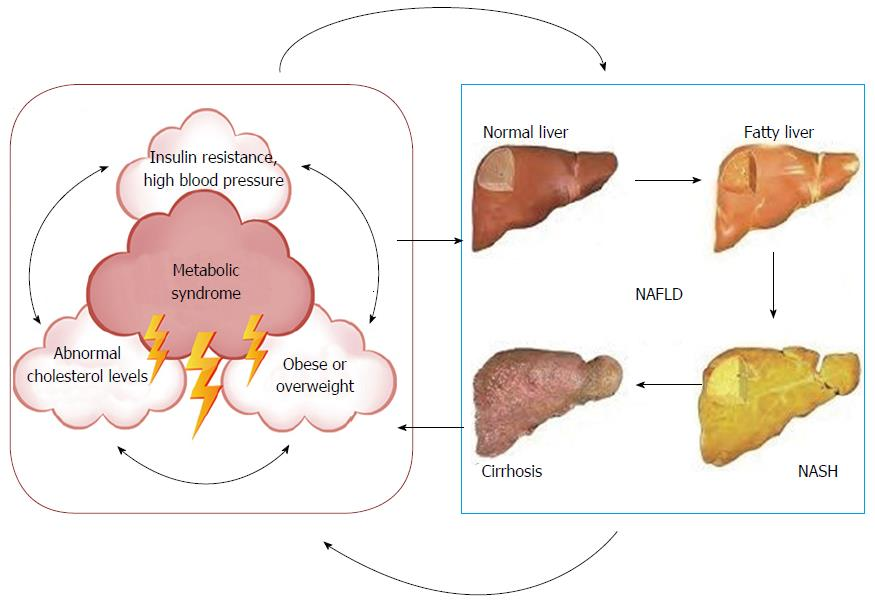 Insulin resistance,
high blood pressure
Metabolic
syndrome
Abnormal
cholesterol levels
Obese or
overweight
Normal liver
Fatty liver
NAFLD
Cirrhosis
NASH